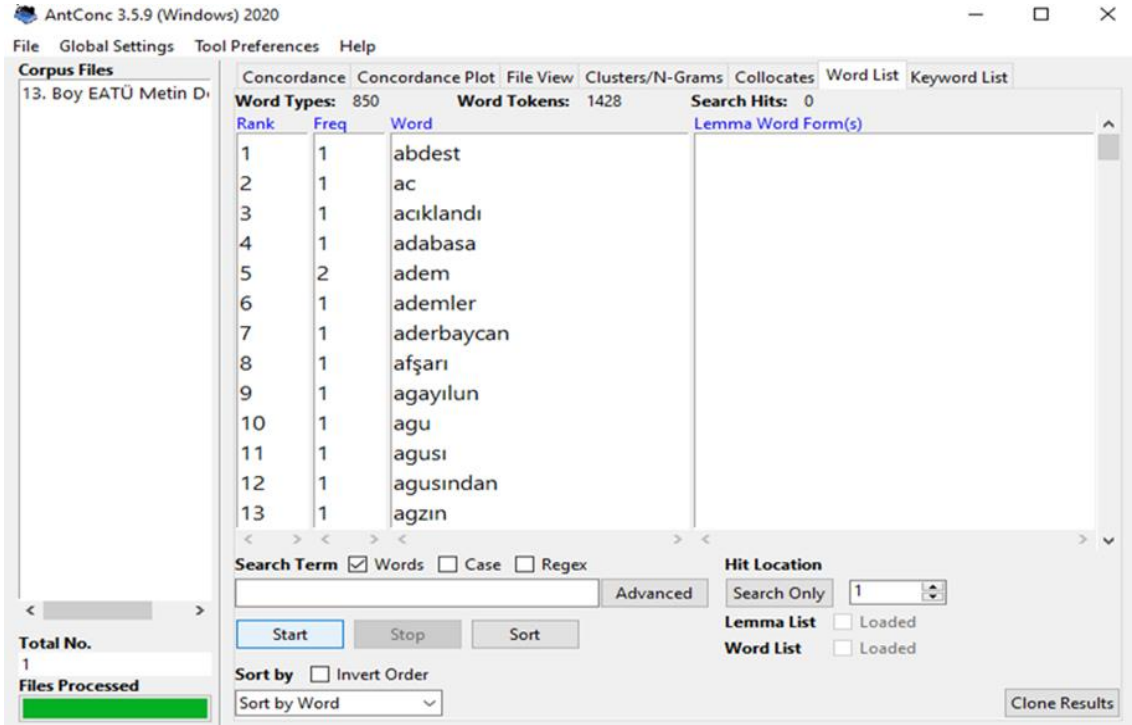 AntConc 3.5.9 (Windows) 2020
File Global Settings Tool Preferences Help
Corpus Files
13. Boy EATÜ Metin
Total No.
1
Files Processed
Concordance Concordance Plot File View Clusters/N-Grams Collocates Word List Keyword List
Word Types: 850 Word Tokens: 1428 Search Hits: 0
Rank Freq Word Lemma Word Form(s)
1 1 abdest
2 1 ac
3 1 acıklandı
4 1 adabasa
5 2 adem
6 1 ademler
7 1 aderbaycan
8 1 afşarı
9 1 agayılun
10 1 agu
11 1 agusı
12 1 agusından
13 1 agzın
Search Term Words Case Regex Hit Location
Advanced Search Only 1
Lemma List Loaded
Start Stop Sort
Word List Loaded
Sort by Invert Order
Sort by Word Clone Results